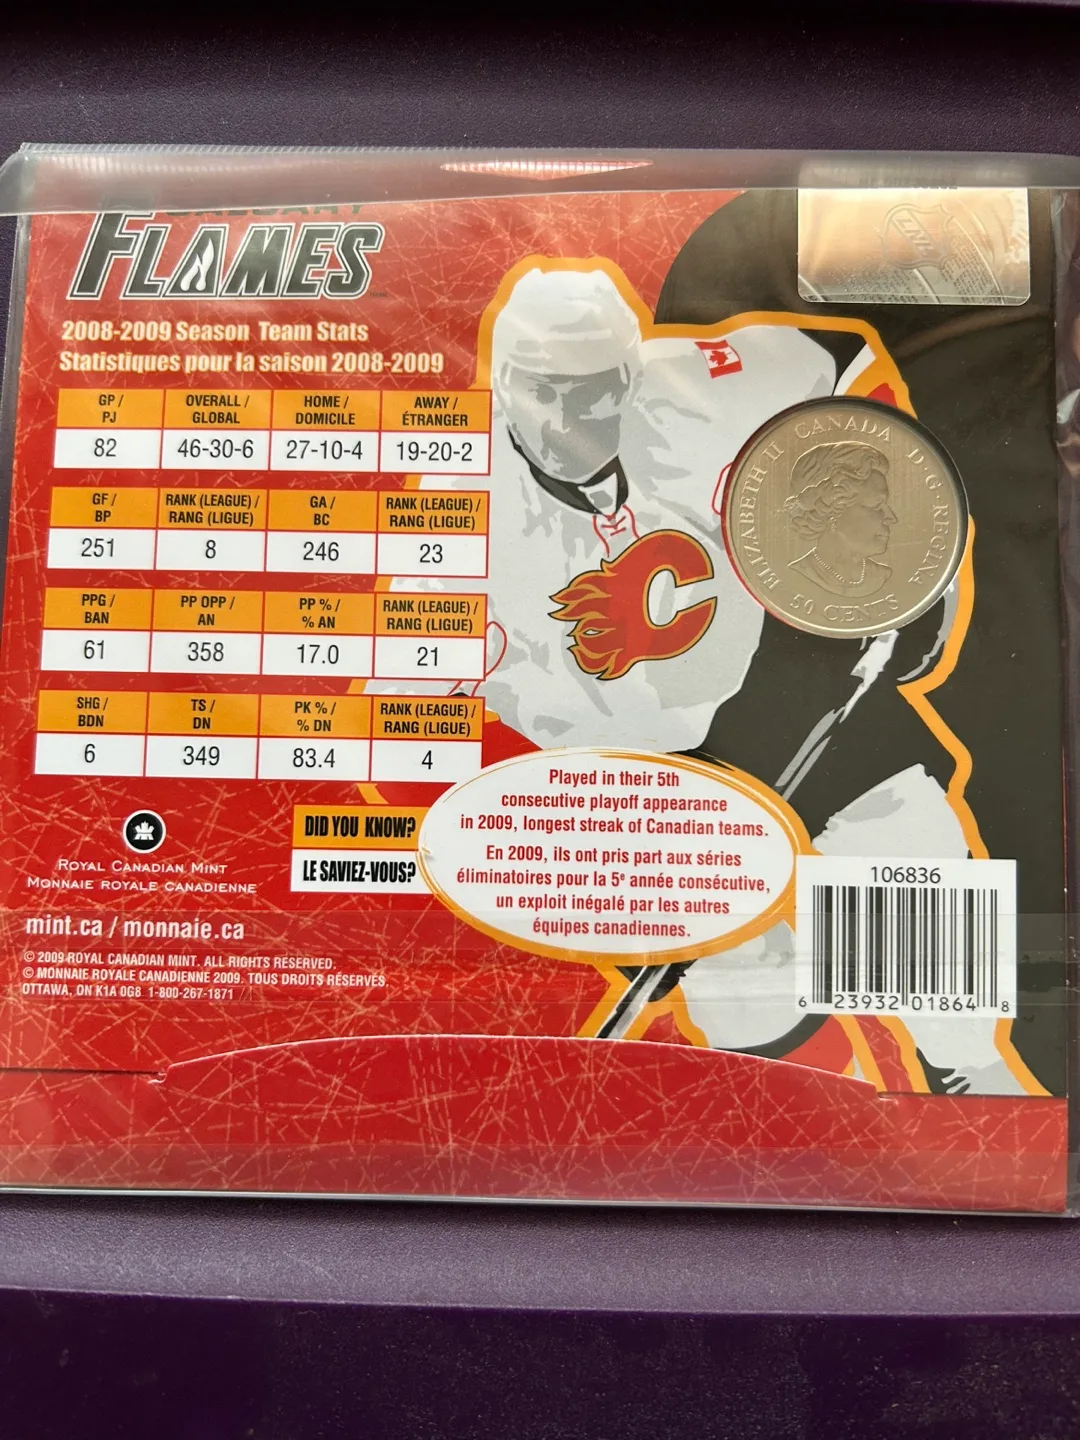 CALGARY
FLAMES
2008-2009 Season Team Stats
Statistiques pour la saison 2008-2009
GP / PJ OVERALL / GLOBAL HOME / DOMICILE AWAY / ÉTRANGER
82 46-30-6 27-10-4 19-20-2
GF / BP RANK (LEAGUE) / RANG (LIGUE) GA / BC RANK (LEAGUE) / RANG (LIGUE)
251 8 246 23
PPG / BAN PP OPP / AN PP % / % AN RANK (LEAGUE) / RANG (LIGUE)
61 358 17.0 21
SHG / BDN TS / DN PK % / % DN RANK (LEAGUE) / RANG (LIGUE)
6 349 83.4 4
NHL
ELIZABETH II CANADA D·G·REGINA
50 CENTS
C
DID YOU KNOW?
LE SAVIEZ-VOUS?
Played in their 5th
consecutive playoff appearance
in 2009, longest streak of Canadian teams.
En 2009, ils ont pris part aux séries
éliminatoires pour la 5e année consécutive,
un exploit inégalé par les autres
équipes canadiennes.
ROYAL CANADIAN MINT
MONNAIE ROYALE CANADIENNE
mint.ca / monnaie.ca
© 2009 ROYAL CANADIAN MINT. ALL RIGHTS RESERVED.
© MONNAIE ROYALE CANADIENNE 2009. TOUS DROITS RÉSERVÉS.
OTTAWA, ON K1A 0G8 1-800-267-1871
106836
6 23932 01864 8